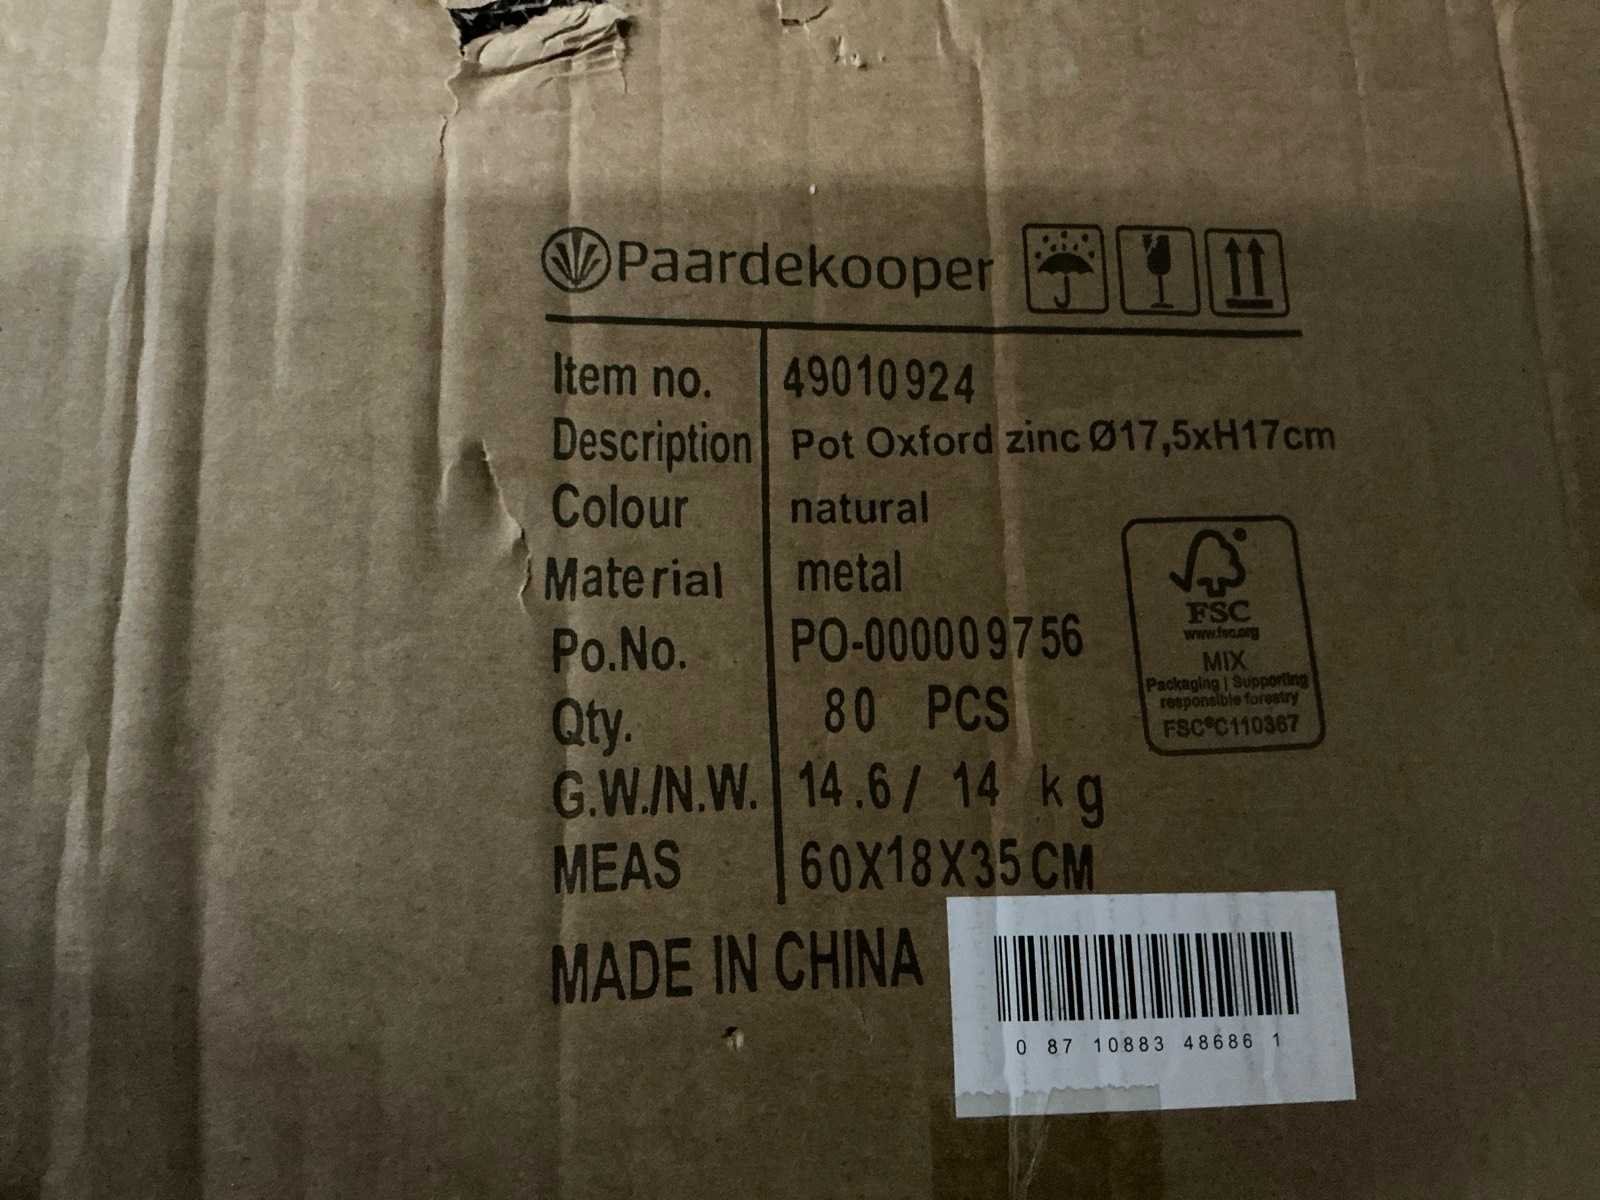 Paardekooper
Item no. 49010924
Description Pot Oxford zinc Ø17,5xH17cm
Colour natural
Material metal
Po.No. PO-000009756
Qty. 80 PCS
G.W./N.W. 14.6/ 14 kg
MEAS 60X18X35CM
MADE IN CHINA
FSC
www.fsc.org
MIX
Packaging | Supporting
responsible forestry
FSC®C110367
0 87 10883 48686 1